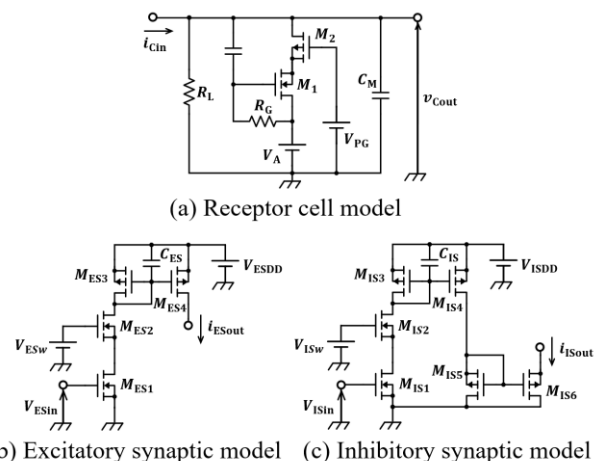 i_Cin
M_2
M_1
R_L
R_G
C_M
v_Cout
V_A
V_PG
(a) Receptor cell model
C_ES
M_ES3
V_ESDD
M_ES4
M_ES2
i_ESout
V_ESw
M_ES1
V_ESin
C_IS
M_IS3
V_ISDD
M_IS4
M_IS2
i_ISout
V_ISw
M_IS5
M_IS1
M_IS6
V_ISin
b) Excitatory synaptic model (c) Inhibitory synaptic model